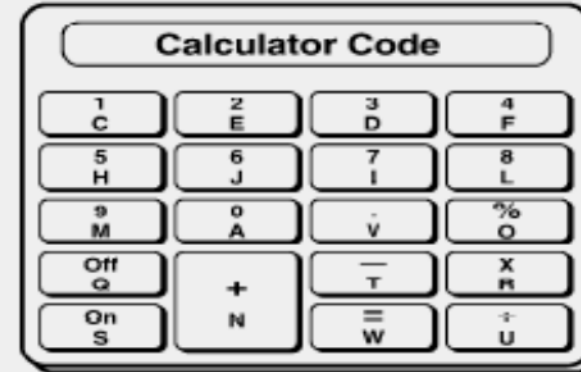 Calculator Code
1 2 3 4
C E D F
5 6 7 8
H J I L
9 0 . %
M A V O
Off — X
Q T R
+
N
On = ÷
S W U